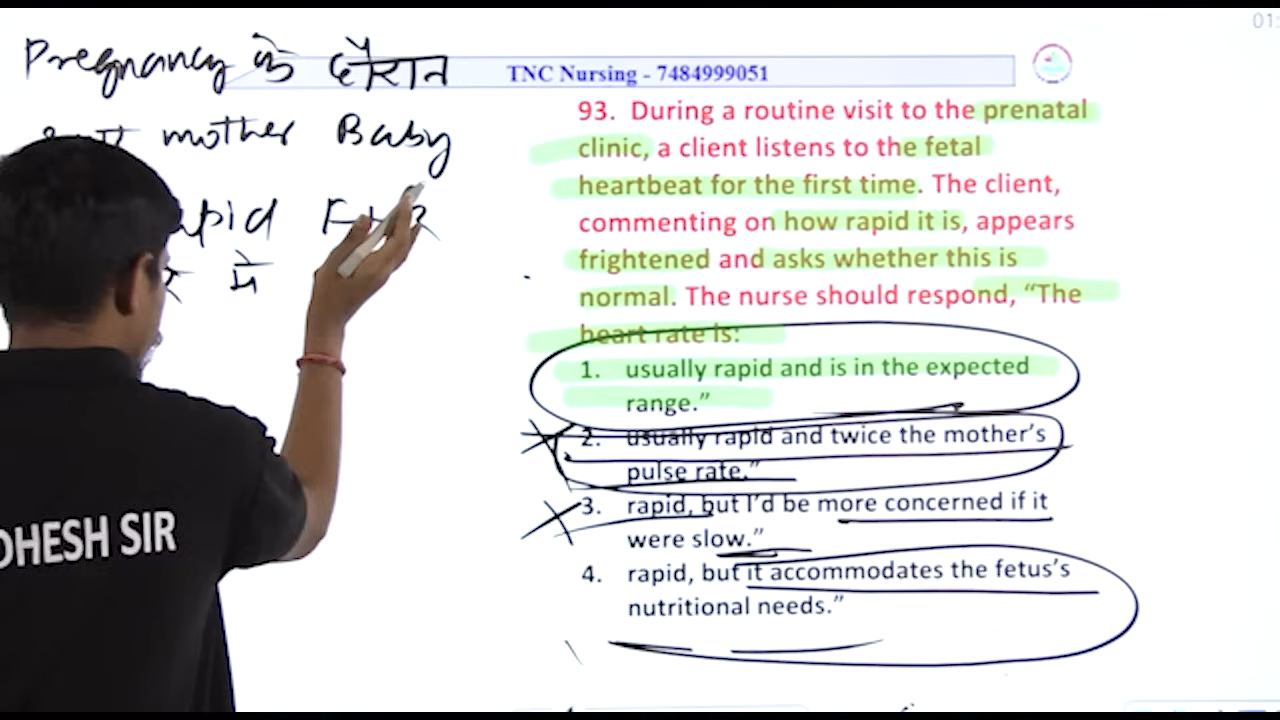 01:
Pregnancy के दौरान
TNC Nursing - 7484999051
mother Baby
apid FHR
में
93. During a routine visit to the prenatal
clinic, a client listens to the fetal
heartbeat for the first time. The client,
commenting on how rapid it is, appears
frightened and asks whether this is
normal. The nurse should respond, “The
heart rate is:
1. usually rapid and is in the expected
range.”
2. usually rapid and twice the mother’s
pulse rate.”
3. rapid, but I’d be more concerned if it
were slow.”
4. rapid, but it accommodates the fetus’s
nutritional needs.”
DHESH SIR